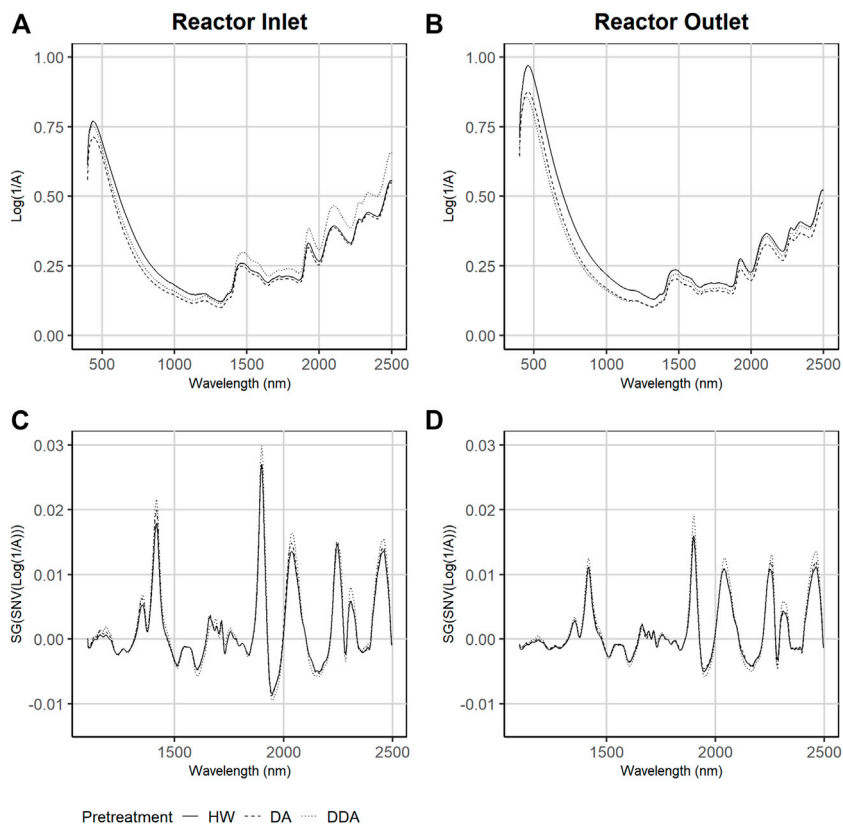 A
Reactor Inlet
B
Reactor Outlet
Log(1/A)
1.00
0.75
0.50
0.25
0.00
500 1000 1500 2000 2500
Wavelength (nm)
Log(1/A)
1.00
0.75
0.50
0.25
0.00
500 1000 1500 2000 2500
Wavelength (nm)
C
D
SG(SNV(Log(1/A)))
0.03
0.02
0.01
0.00
-0.01
1500 2000 2500
Wavelength (nm)
SG(SNV(Log(1/A)))
0.03
0.02
0.01
0.00
-0.01
1500 2000 2500
Wavelength (nm)
Pretreatment HW DA DDA